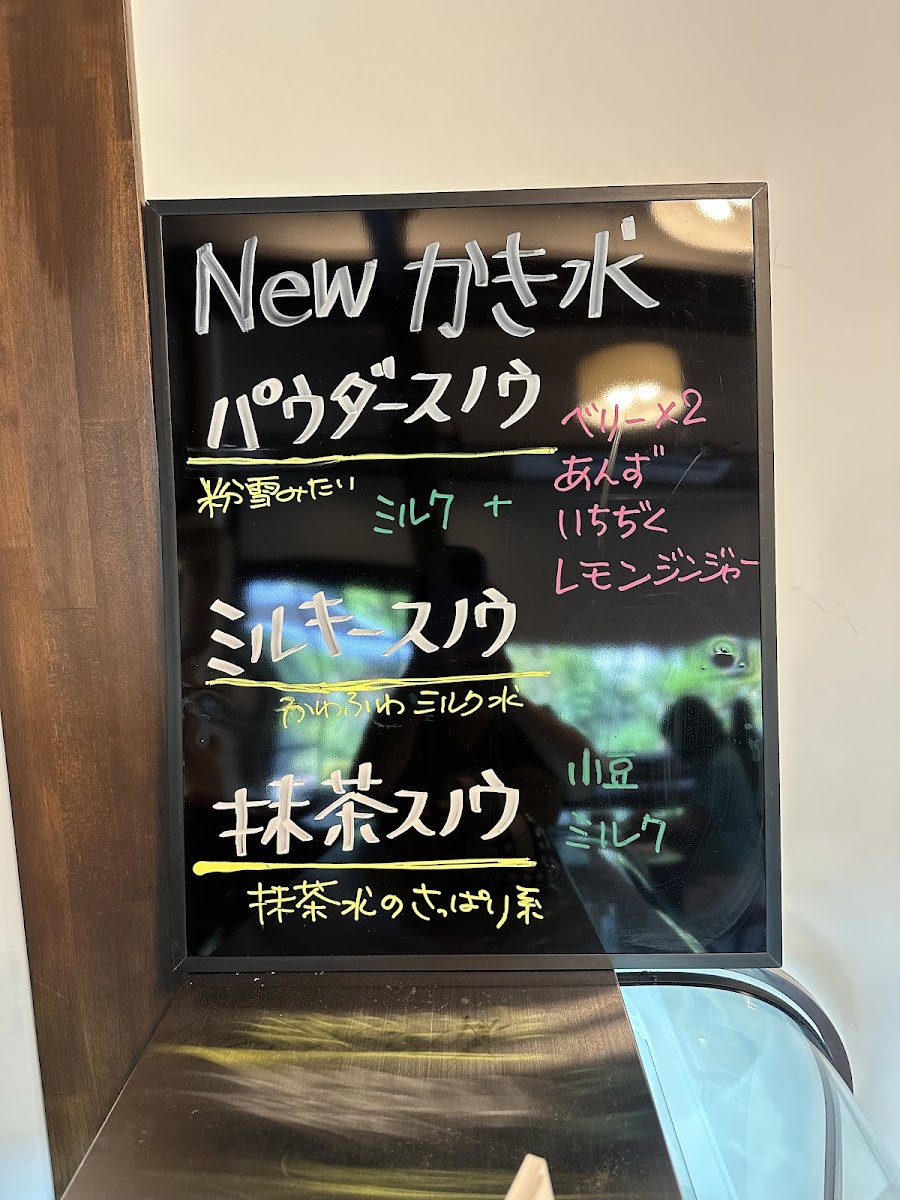 New かき氷
パウダースノウ
粉雪みたい
ミルク +
ベリー×2
あんず
いちぢく
レモンジンジャー
ミルキースノウ
ふわふわミルク氷
抹茶スノウ
抹茶氷のさっぱり系
小豆
ミルク